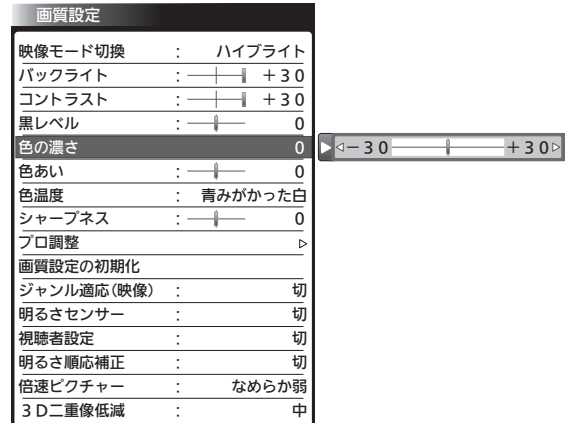 画質設定
映像モード切換 : ハイブライト
バックライト : +30
コントラスト : +30
黒レベル : 0
色の濃さ 0 ▶ ◁-30 +30▷
色あい : 0
色温度 : 青みがかった白
シャープネス : 0
プロ調整 ▷
画質設定の初期化
ジャンル適応(映像) : 切
明るさセンサー : 切
視聴者設定 : 切
明るさ順応補正 : 切
倍速ピクチャー : なめらか弱
3D二重像低減 : 中